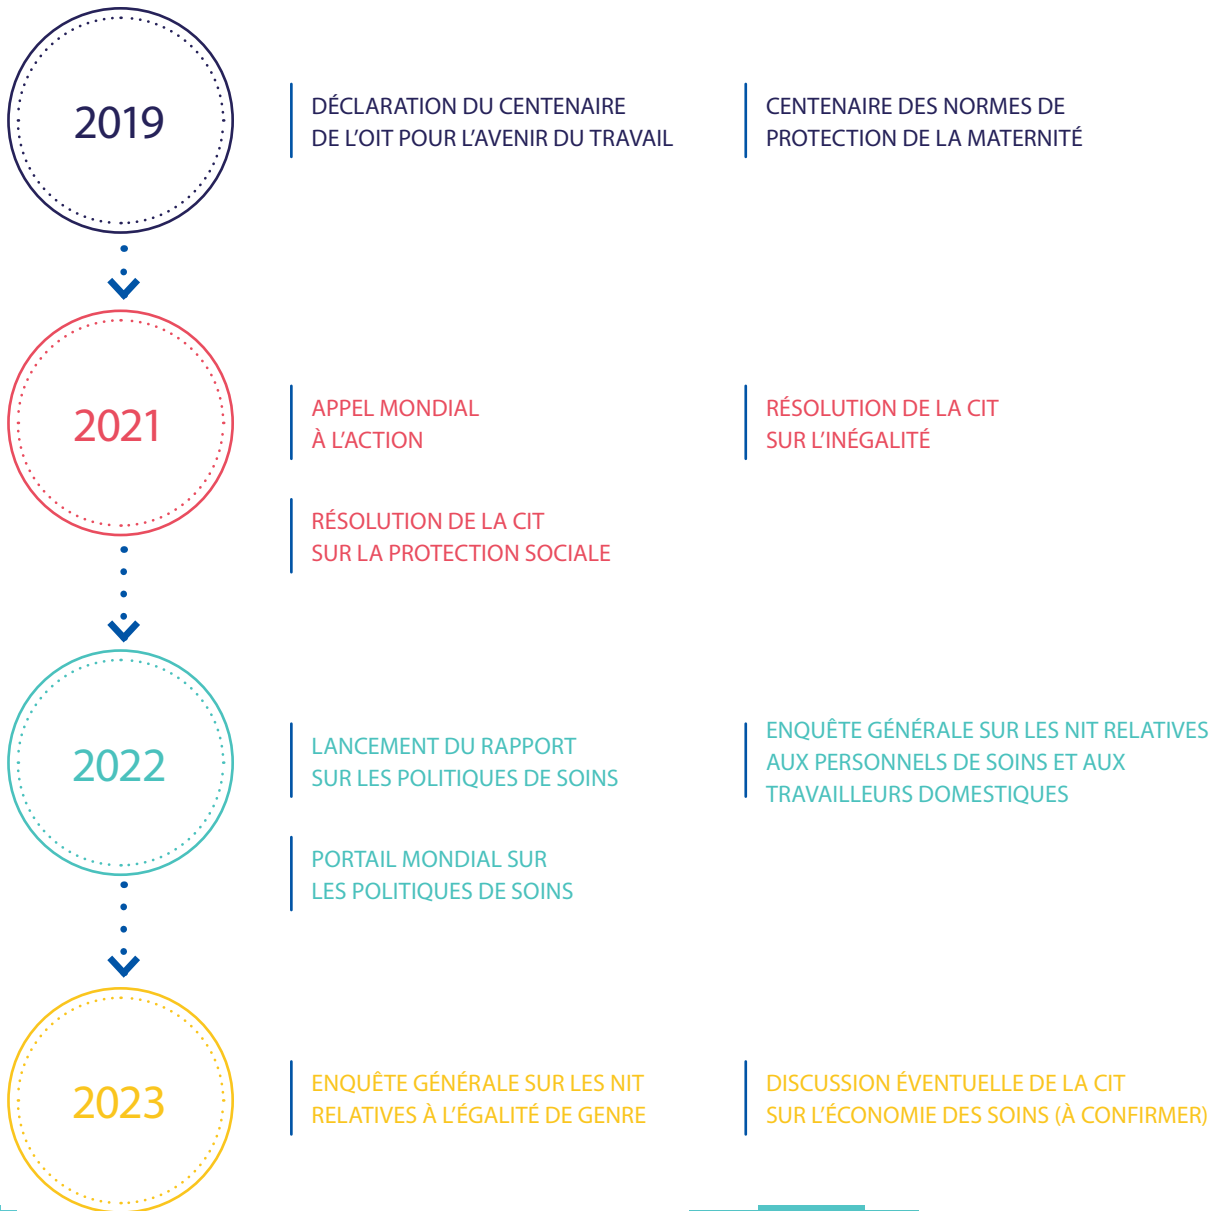 2019
DÉCLARATION DU CENTENAIRE
DE L'OIT POUR L'AVENIR DU TRAVAIL
CENTENAIRE DES NORMES DE
PROTECTION DE LA MATERNITÉ
2021
APPEL MONDIAL
À L'ACTION
RÉSOLUTION DE LA CIT
SUR L'INÉGALITÉ
RÉSOLUTION DE LA CIT
SUR LA PROTECTION SOCIALE
2022
LANCEMENT DU RAPPORT
SUR LES POLITIQUES DE SOINS
ENQUÊTE GÉNÉRALE SUR LES NIT RELATIVES
AUX PERSONNELS DE SOINS ET AUX
TRAVAILLEURS DOMESTIQUES
PORTAIL MONDIAL SUR
LES POLITIQUES DE SOINS
2023
ENQUÊTE GÉNÉRALE SUR LES NIT
RELATIVES À L'ÉGALITÉ DE GENRE
DISCUSSION ÉVENTUELLE DE LA CIT
SUR L'ÉCONOMIE DES SOINS (À CONFIRMER)